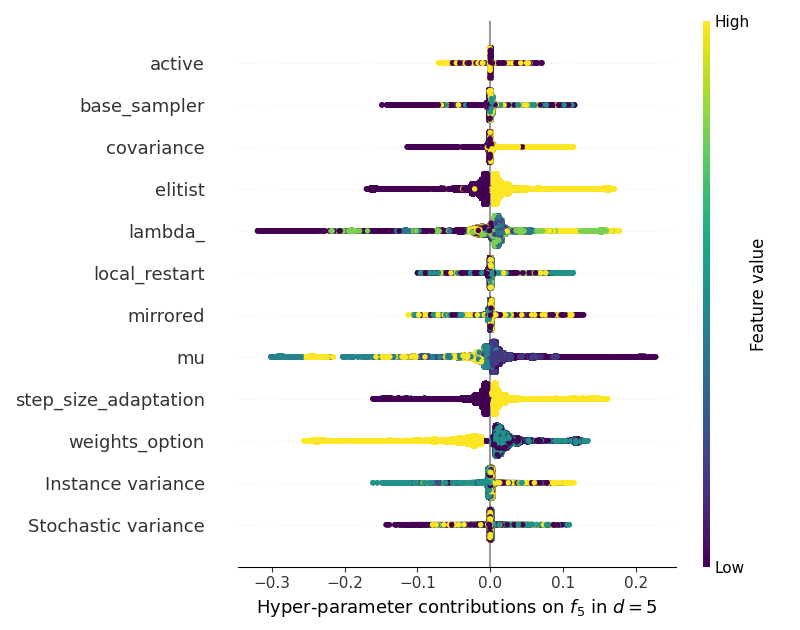 High
active
base_sampler
covariance
elitist
lambda_
local_restart
mirrored
mu
step_size_adaptation
weights_option
Instance variance
Stochastic variance
Feature value
Low
−0.3 −0.2 −0.1 0.0 0.1 0.2
Hyper-parameter contributions on f₅ in d = 5